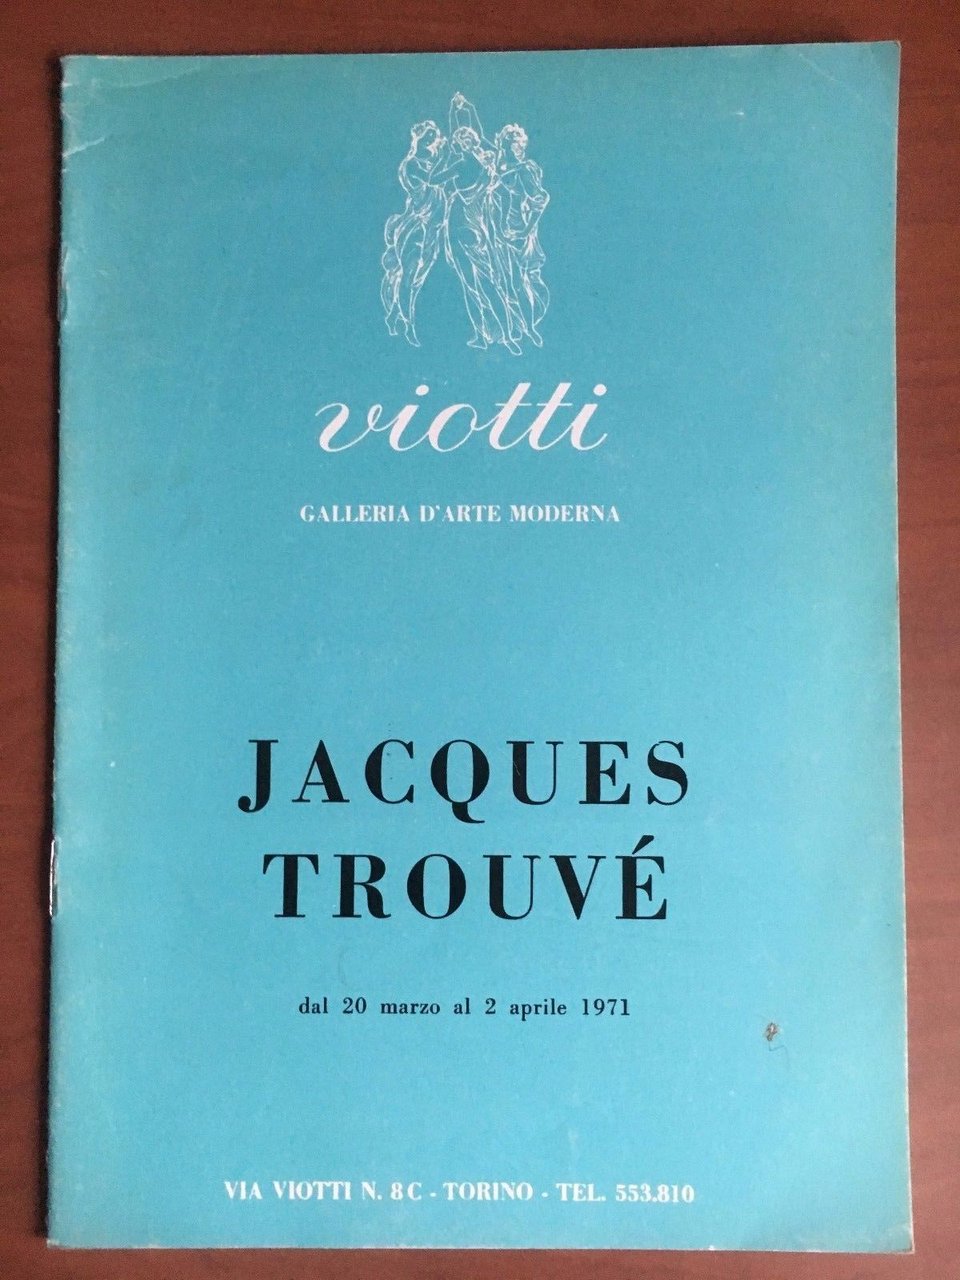 viotti
GALLERIA D'ARTE MODERNA
JACQUES
TROUVÉ
dal 20 marzo al 2 aprile 1971
VIA VIOTTI N. 8C - TORINO - TEL. 553.810